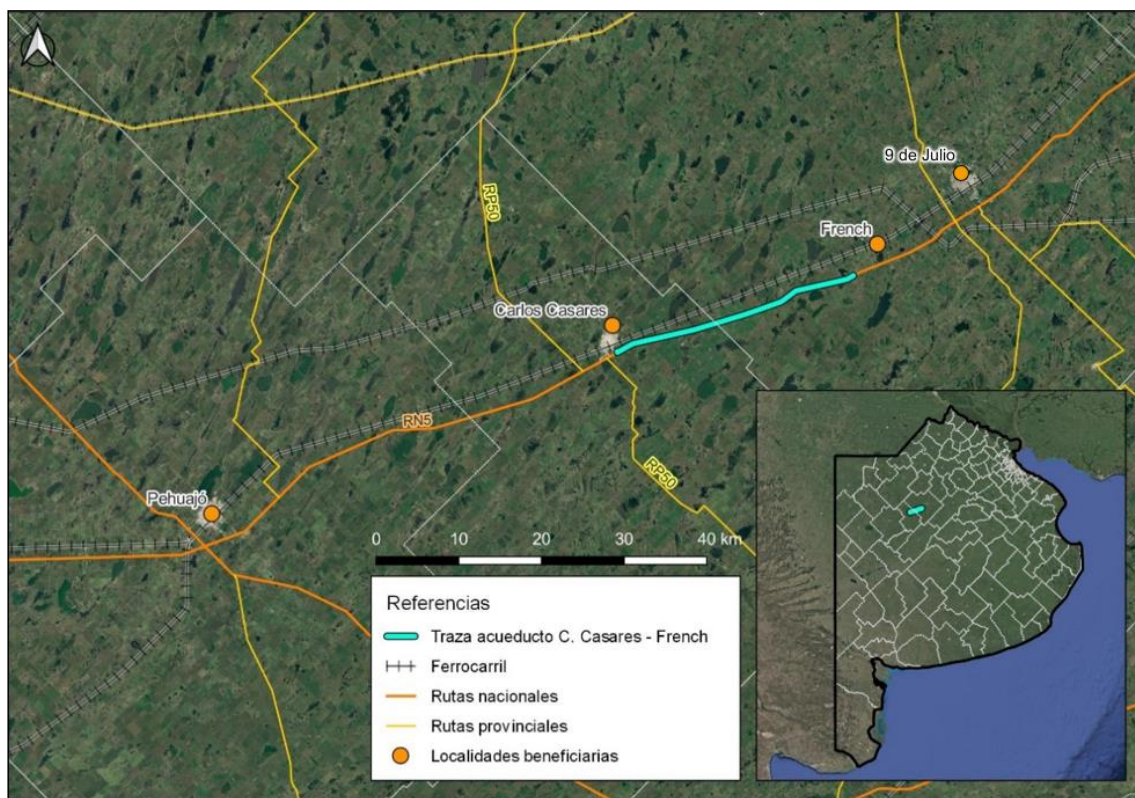 9 de Julio
French
RP50
Carlos Casares
RN5
RP50
Pehuajó
0 10 20 30 40 km
Referencias
Traza acueducto C. Casares - French
Ferrocarril
Rutas nacionales
Rutas provinciales
Localidades beneficiarias